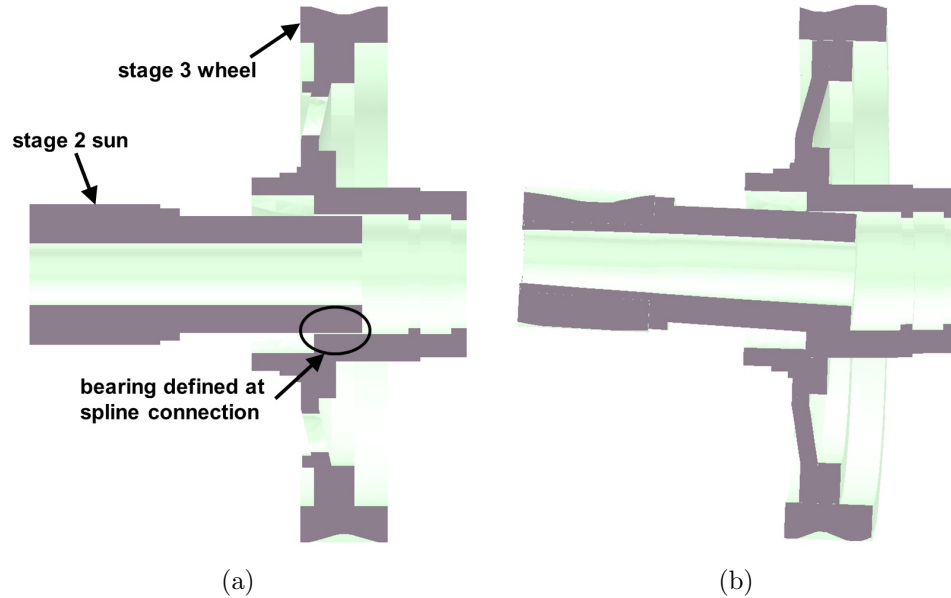 stage 3 wheel
stage 2 sun
bearing defined at
spline connection
(a)
(b)